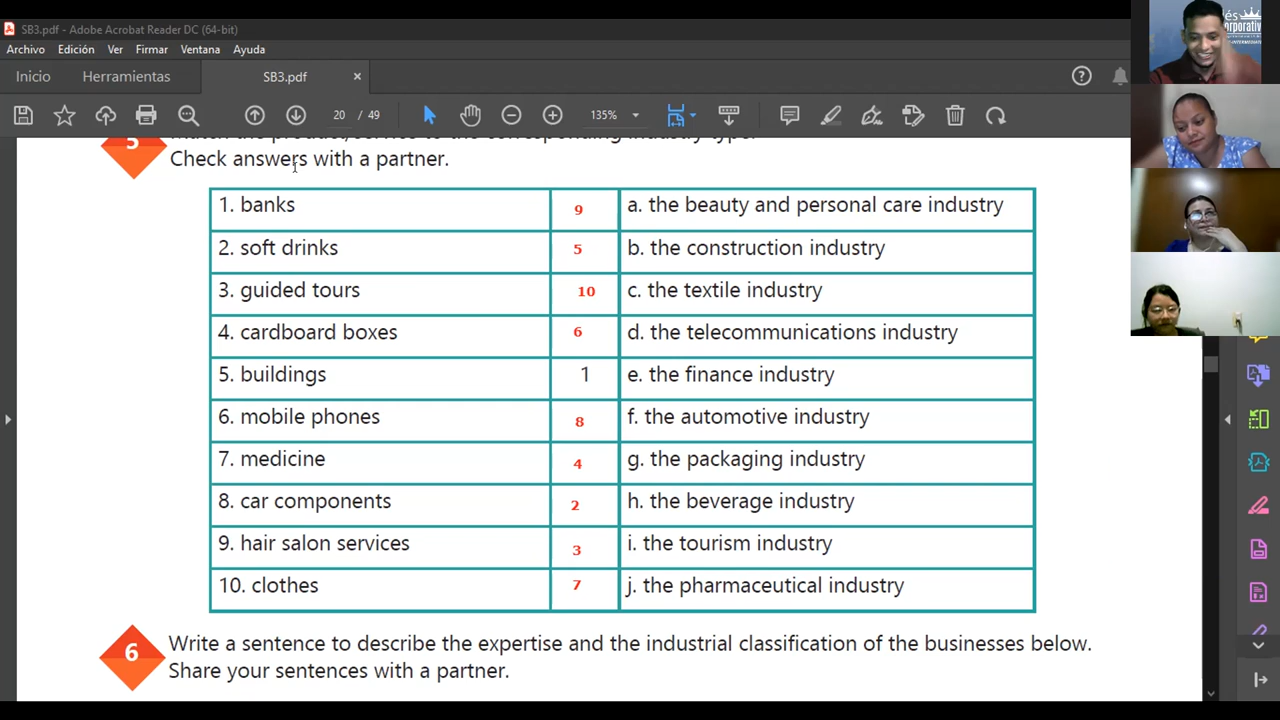 SB3.pdf - Adobe Acrobat Reader DC (64-bit)
Archivo Edición Ver Firmar Ventana Ayuda
Inicio Herramientas SB3.pdf ×
20 / 49 135%
5
Check answers with a partner.
1. banks 9 a. the beauty and personal care industry
2. soft drinks 5 b. the construction industry
3. guided tours 10 c. the textile industry
4. cardboard boxes 6 d. the telecommunications industry
5. buildings 1 e. the finance industry
6. mobile phones 8 f. the automotive industry
7. medicine 4 g. the packaging industry
8. car components 2 h. the beverage industry
9. hair salon services 3 i. the tourism industry
10. clothes 7 j. the pharmaceutical industry
6 Write a sentence to describe the expertise and the industrial classification of the businesses below.
Share your sentences with a partner.